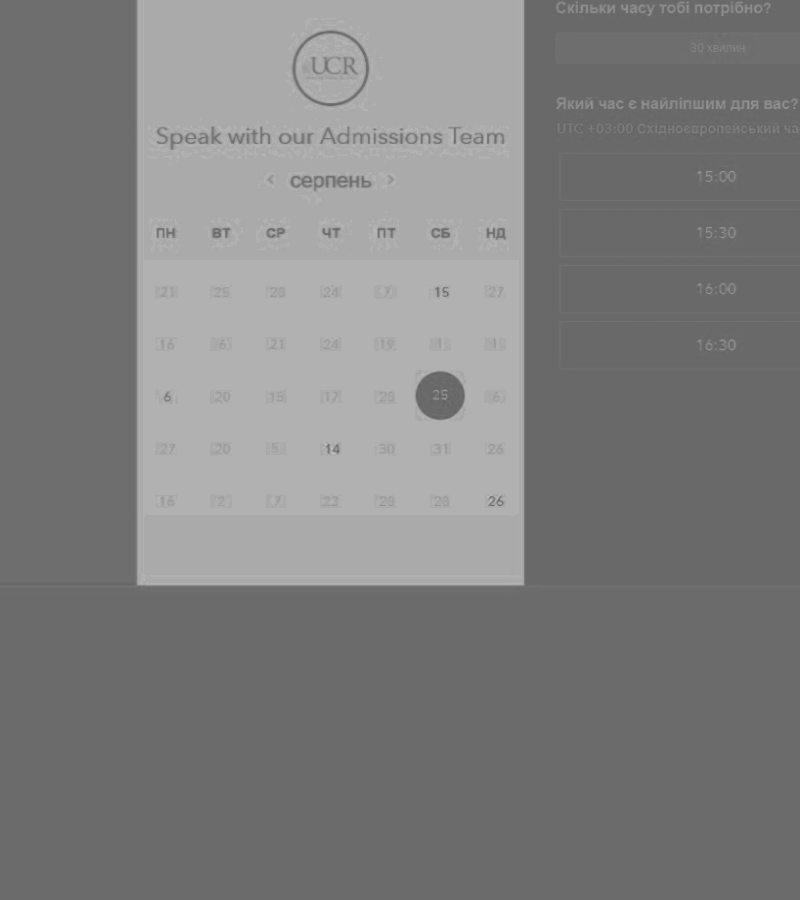 UCR
Speak with our Admissions Team
< серпень >
ПН ВТ СР ЧТ ПТ СБ НД
21 25 28 24 7 15 27
16 6 21 24 19 1 1
6 20 15 17 28 25 6
27 20 5 14 30 31 26
16 2 7 22 28 28 26
Скільки часу тобі потрібно?
30 хвилин
Який час є найліпшим для вас?
UTC +03:00 Східноєвропейський ча
15:00
15:30
16:00
16:30